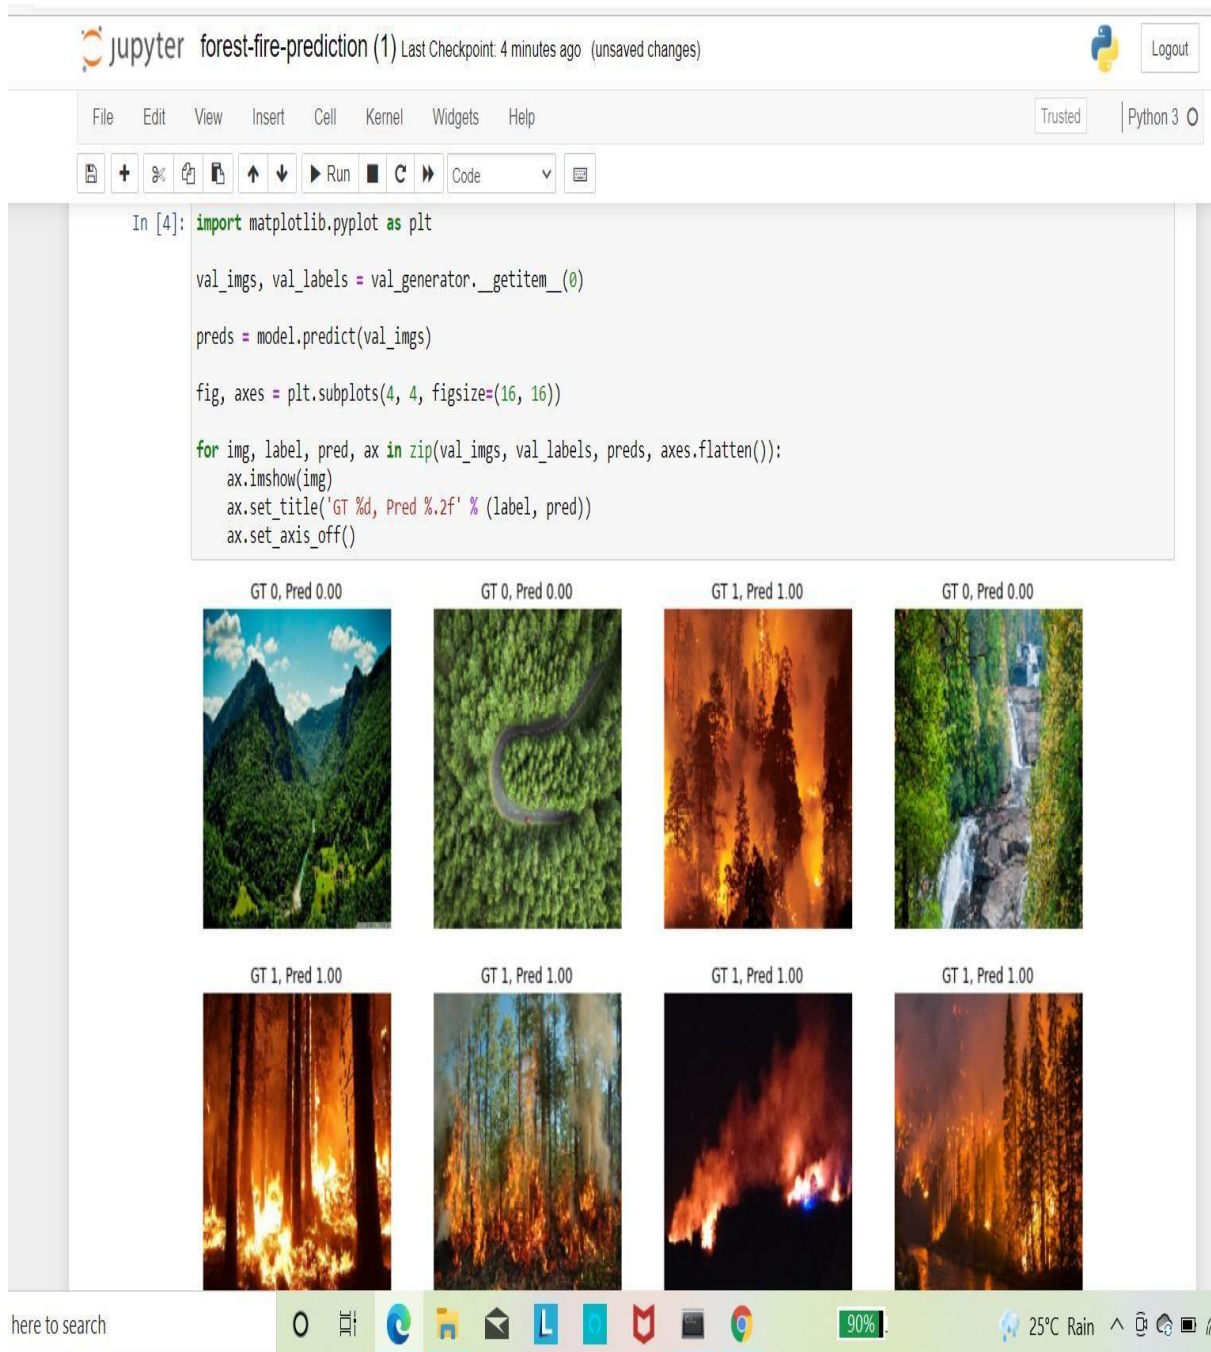 jupyter forest-fire-prediction (1) Last Checkpoint: 4 minutes ago (unsaved changes)
Logout
File Edit View Insert Cell Kernel Widgets Help
Trusted
Python 3
Run
Code
In [4]: import matplotlib.pyplot as plt
val_imgs, val_labels = val_generator.__getitem__(0)
preds = model.predict(val_imgs)
fig, axes = plt.subplots(4, 4, figsize=(16, 16))
for img, label, pred, ax in zip(val_imgs, val_labels, preds, axes.flatten()):
    ax.imshow(img)
    ax.set_title('GT %d, Pred %.2f' % (label, pred))
    ax.set_axis_off()
GT 0, Pred 0.00 GT 0, Pred 0.00 GT 1, Pred 1.00 GT 0, Pred 0.00
GT 1, Pred 1.00 GT 1, Pred 1.00 GT 1, Pred 1.00 GT 1, Pred 1.00
here to search
L
90%
25°C Rain